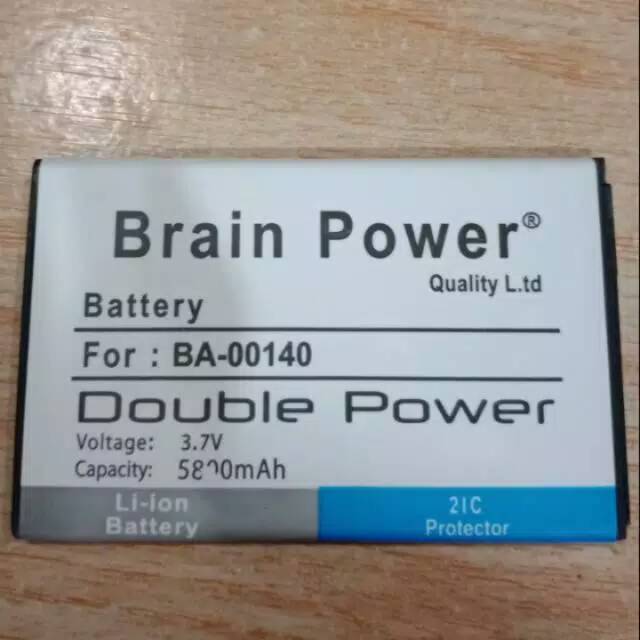 Brain Power®
Quality L.td
Battery
For : BA-00140
Double Power
Voltage: 3.7V
Capacity:
Li-ion
Battery
2IC
Protector